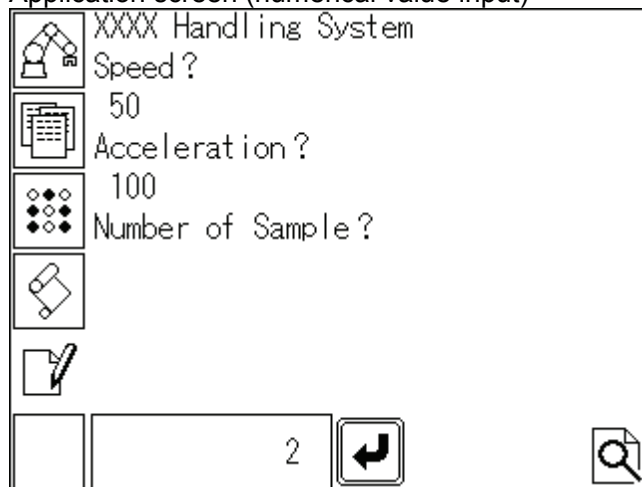 Application screen (numerical value input)
XXXX Handling System
Speed?
50
Acceleration?
100
Number of Sample?
2